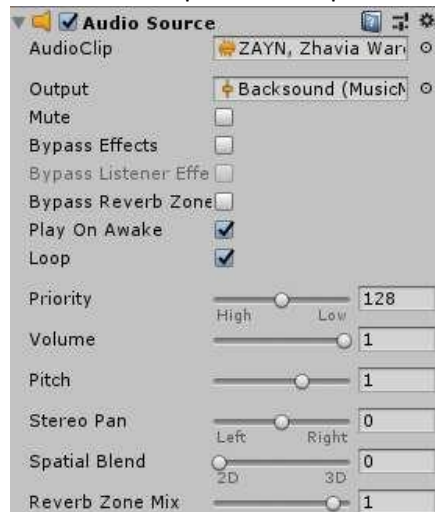 Audio Source
AudioClip ZAYN, Zhavia War
Output Backsound (Music
Mute
Bypass Effects
Bypass Listener Effe
Bypass Reverb Zone
Play On Awake
Loop
Priority 128
High Low
Volume 1
Pitch 1
Stereo Pan 0
Left Right
Spatial Blend 0
2D 3D
Reverb Zone Mix 1